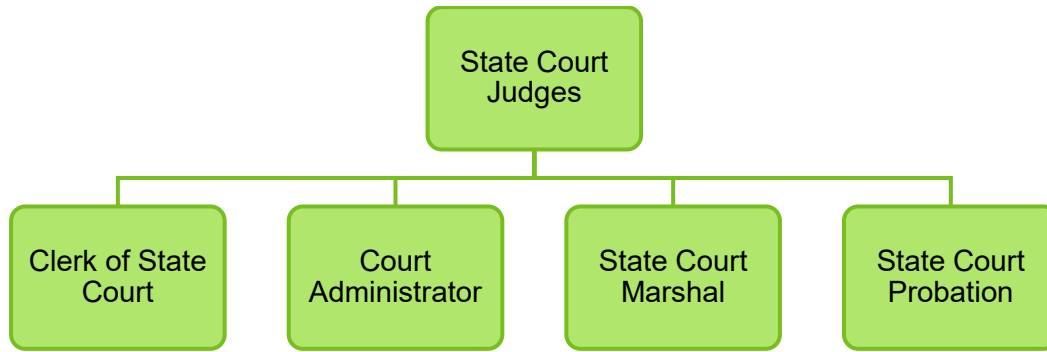 State Court
Judges
Clerk of State
Court
Court
Administrator
State Court
Marshal
State Court
Probation